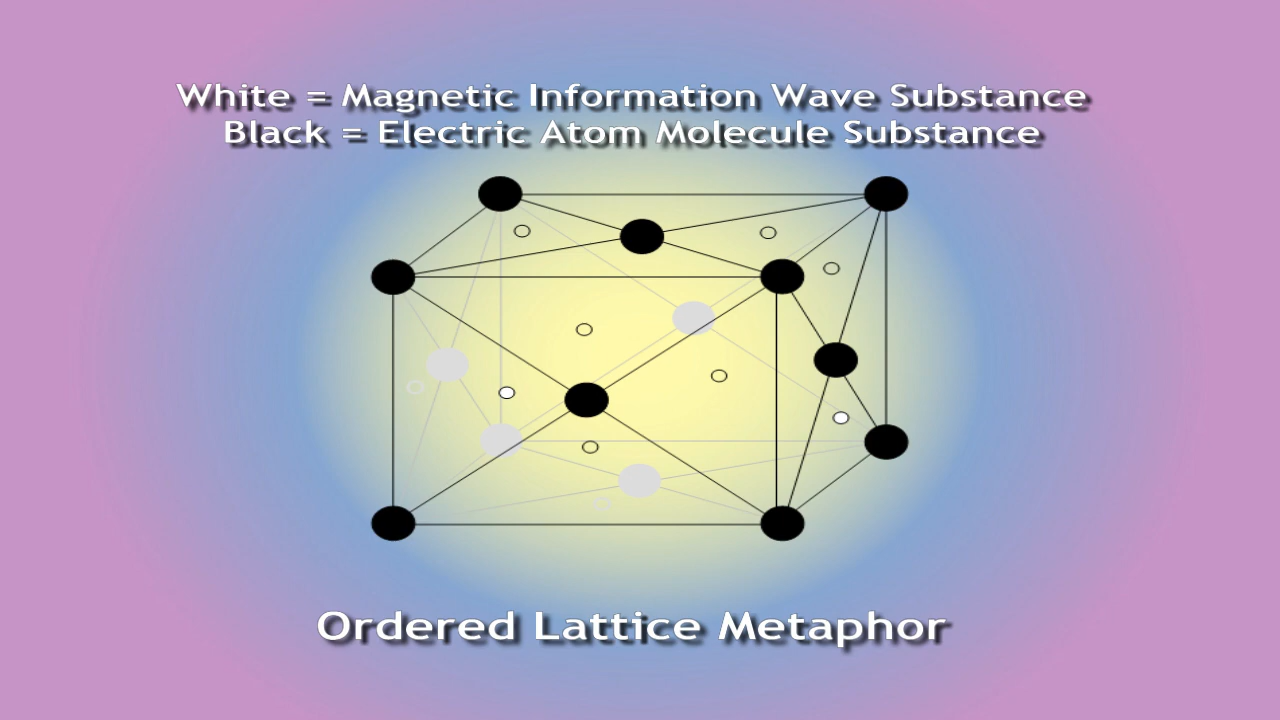 White = Magnetic Information Wave Substance
Black = Electric Atom Molecule Substance
Ordered Lattice Metaphor